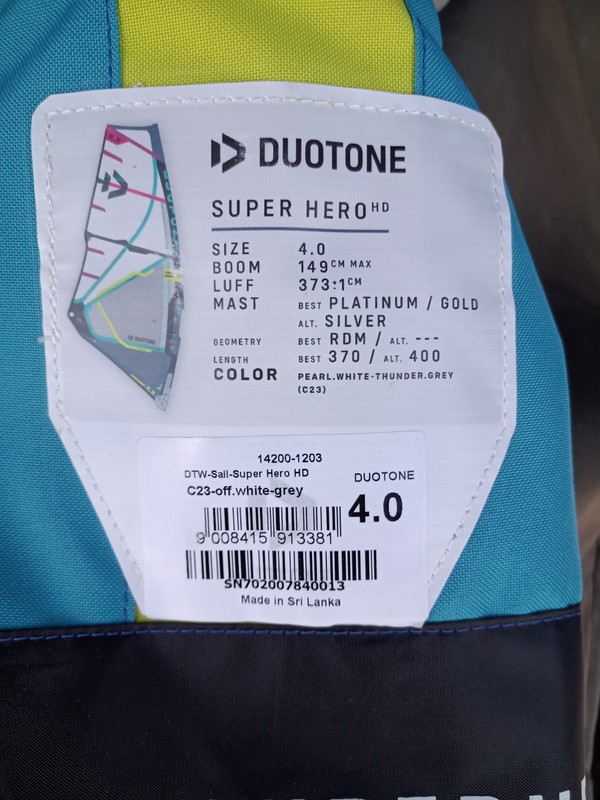 DUOTONE
SUPER HERO HD
SIZE 4.0
BOOM 149 CM MAX
LUFF 373±1 CM
MAST BEST PLATINUM / GOLD
ALT. SILVER
GEOMETRY BEST RDM / ALT. ---
LENGTH BEST 370 / ALT. 400
COLOR PEARL.WHITE-THUNDER.GREY
(C23)
DUOTONE
14200-1203
DTW-Sail-Super Hero HD
DUOTONE
C23-off.white-grey
4.0
9 008415 913381
SN702007840013
Made in Sri Lanka